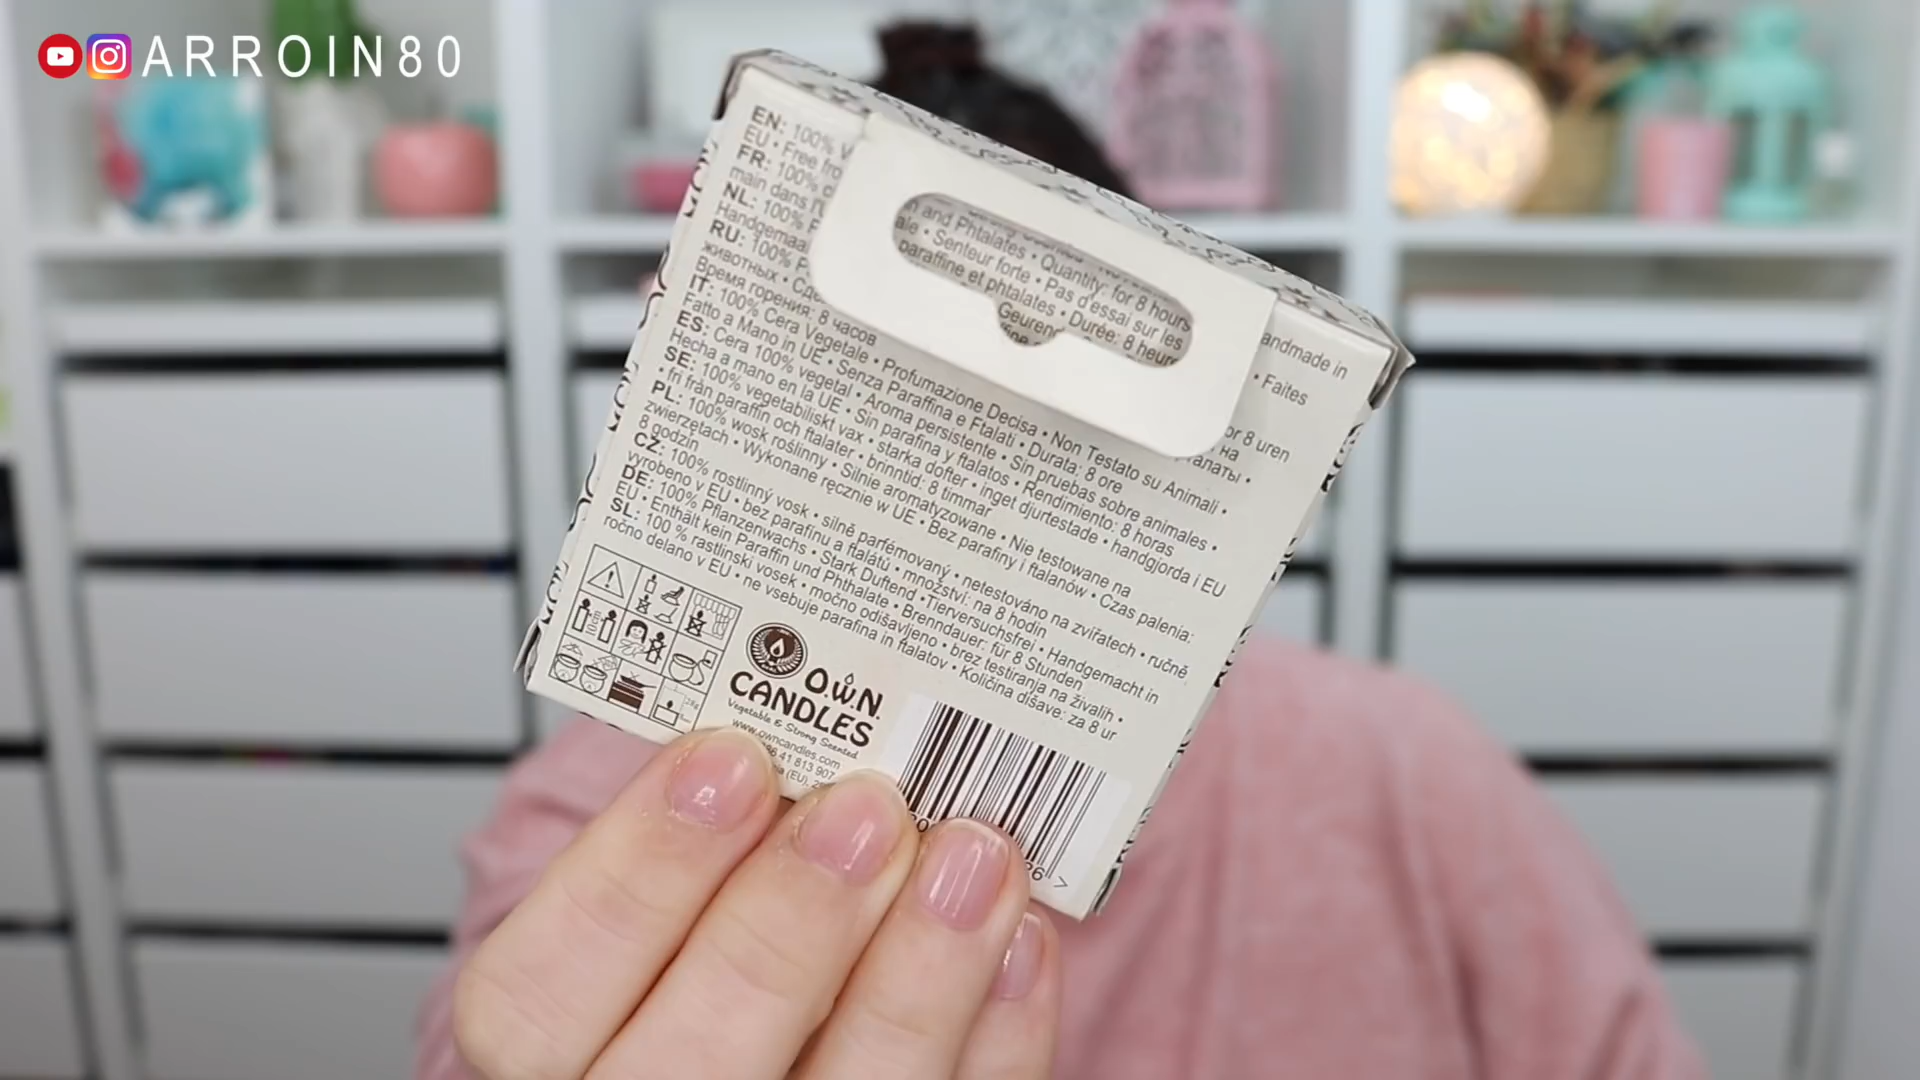 ARROIN80
EN: 100% andmade in
EU • Free and Phtalates • Quantity: for 8 hours
FR: 100% ale • Senteur forte • Pas d'essai sur les • Faites
main dans paraffine et phtalates • Durée: 8 heures
NL: 100%
Handgemaa or 8 uren
RU: 100% на
животных •
Время горения: 8 часов
IT: 100% Cera Vegetale • Profumazione Decisa • Non Testato su Animali •
Fatto a Mano in UE • Senza Paraffina e Ftalati • Durata: 8 ore
ES: Cera 100% vegetal • Aroma persistente • Sin pruebas sobre animales •
Hecha a mano en la UE • Sin parafina y ftalatos • Rendimiento: 8 horas
SE: 100% vegetabiliskt vax • starka dofter • inget djurtestade • handgjorda i EU
• fri från paraffin och ftalater • brinntid: 8 timmar
PL: 100% wosk roślinny • Silnie aromatyzowane • Nie testowane na
zwierzętach • Wykonane ręcznie w UE • Bez parafiny i ftalanów • Czas palenia:
8 godzin
CZ: 100% rostlinný vosk • silně parfémovaný • netestováno na zvířatech • ručně
vyrobeno v EU • bez parafínu a ftalátů • množství: na 8 hodin
DE: 100% Pflanzenwachs • Stark Duftend • Tierversuchsfrei • Handgemacht in
EU • Enthält kein Paraffin und Phthalate • Brenndauer: für 8 Stunden
SL: 100 % rastlinski vosek • močno odišavljeno • brez testiranja na živalih •
ročno delano v EU • ne vsebuje parafina in ftalatov • Količina dišave: za 8 ur
O.W.N.
CANDLES
Vegetable & Strong Scented
www.owncandles.com
86 41 813 907
(EU),